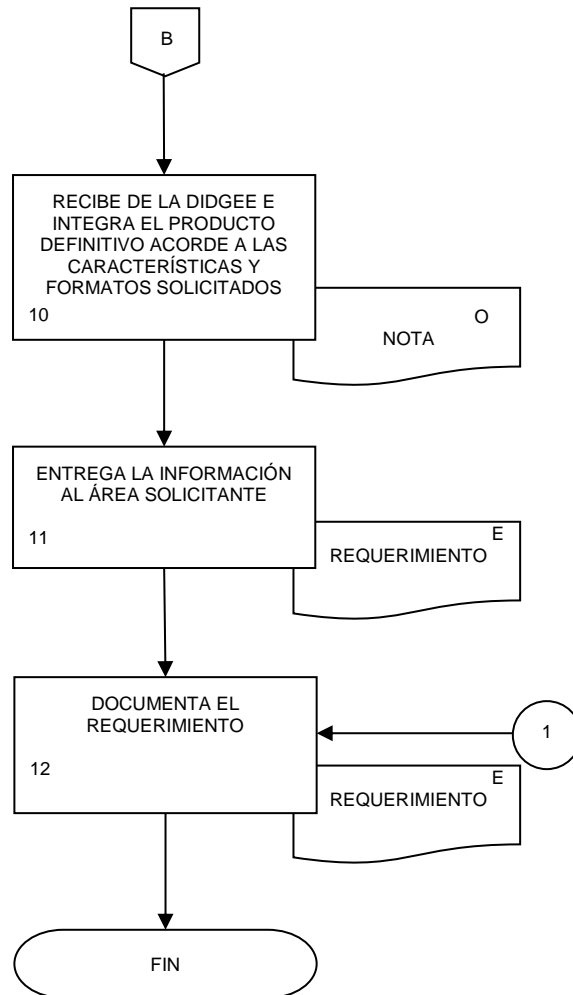 B
RECIBE DE LA DIDGEE E
INTEGRA EL PRODUCTO
DEFINITIVO ACORDE A LAS
CARACTERÍSTICAS Y
FORMATOS SOLICITADOS
10
O
NOTA
ENTREGA LA INFORMACIÓN
AL ÁREA SOLICITANTE
11
E
REQUERIMIENTO
DOCUMENTA EL
REQUERIMIENTO
12
1
E
REQUERIMIENTO
FIN